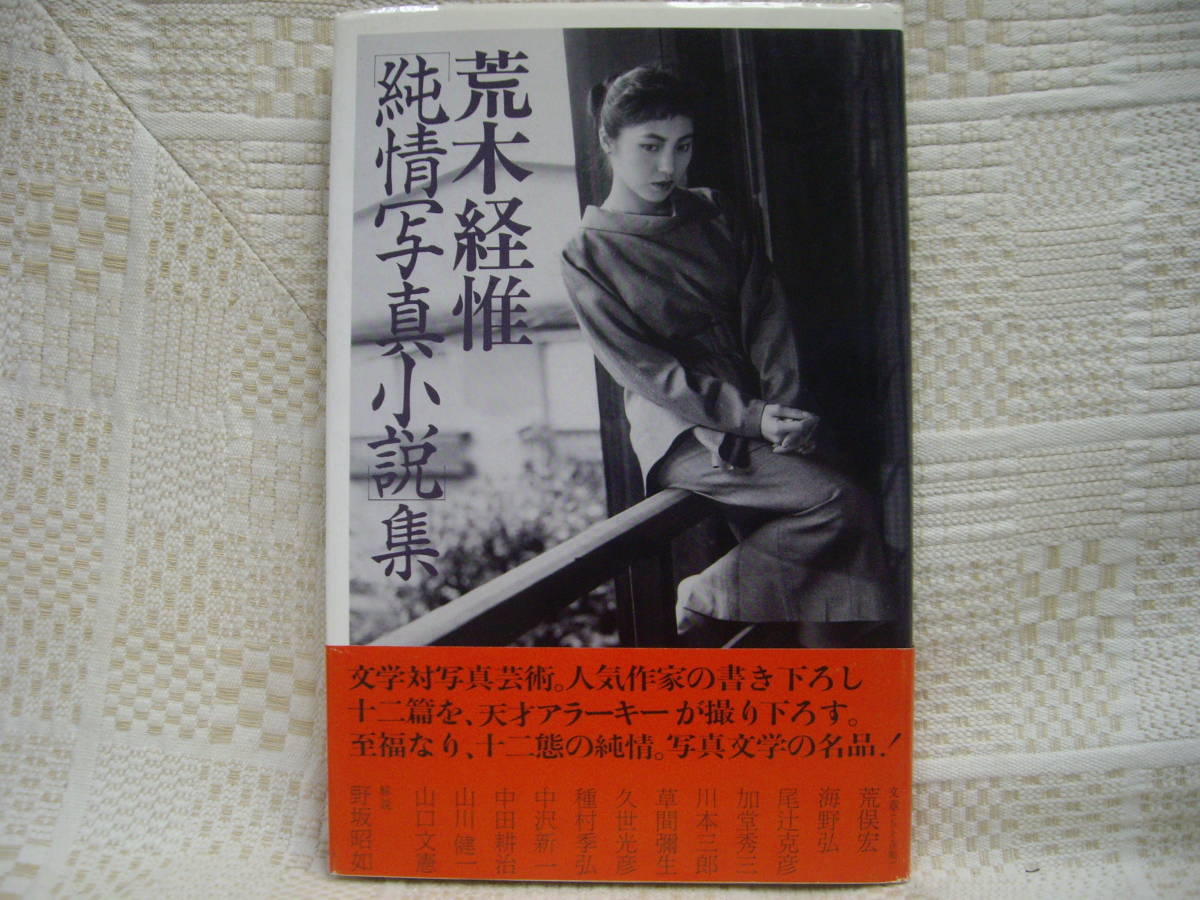 荒木経惟
「純情写真小説」集
文学対写真芸術。人気作家の書き下ろし
十二篇を、天才アラーキーが撮り下ろす。
至福なり、十二態の純情。写真文学の名品！
荒俣宏
海野弘
尾辻克彦
加堂秀三
川本三郎
草間彌生
久世光彦
種村季弘
中沢新一
中田耕治
山川健一
山口文憲
解説
野坂昭如